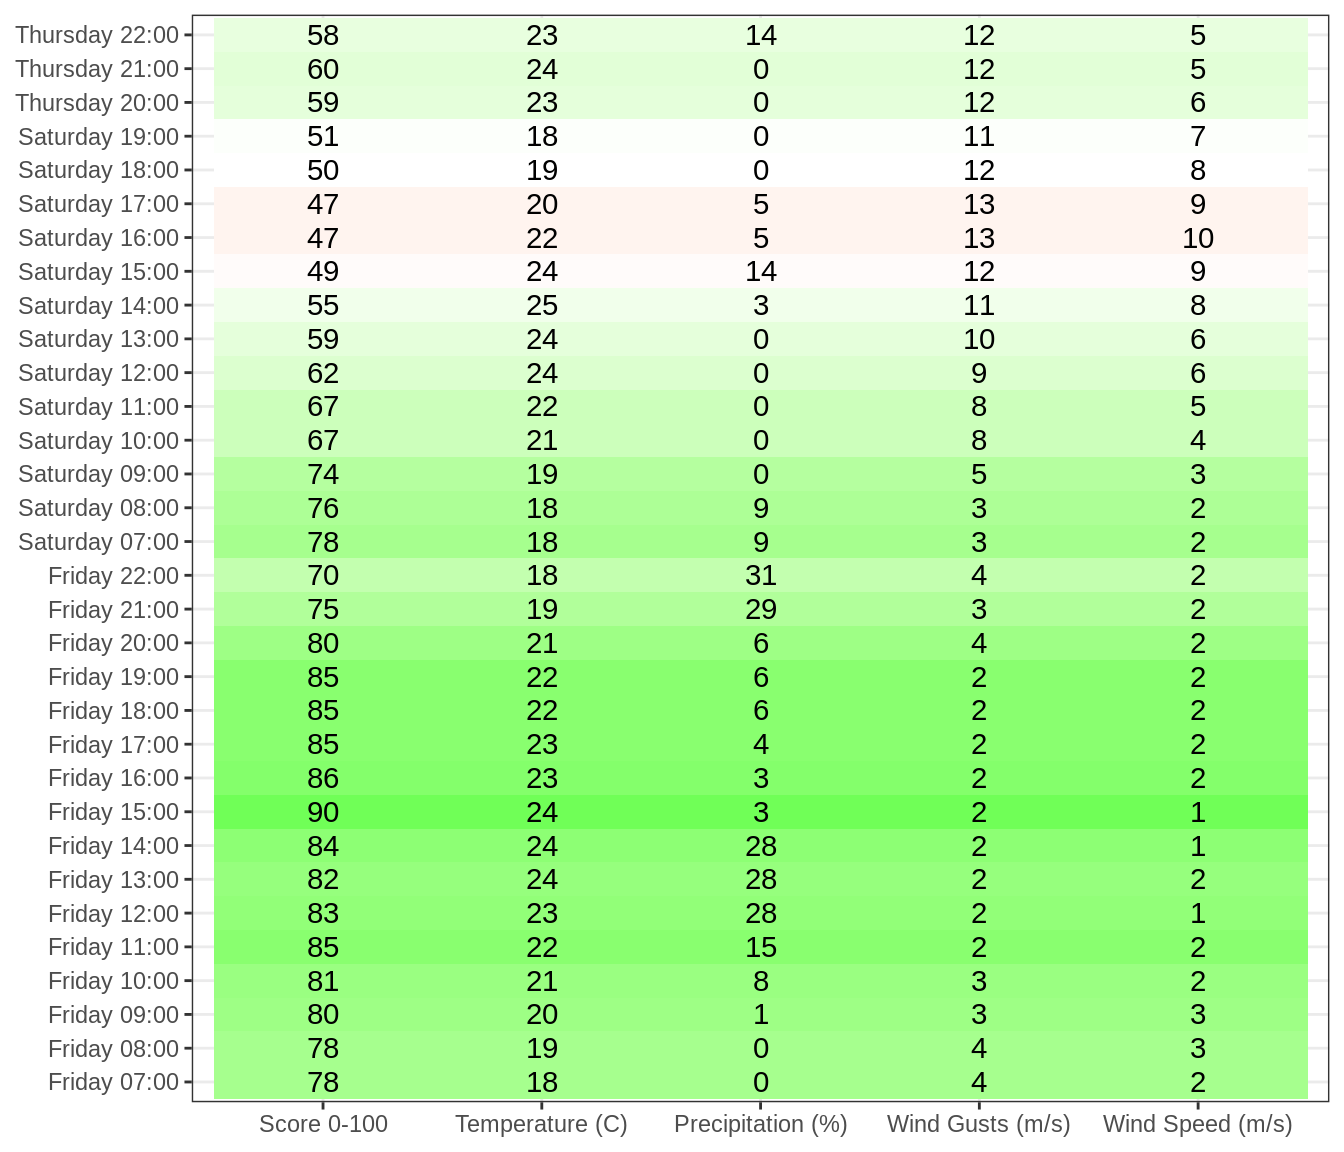 Thursday 22:00 58 23 14 12 5
Thursday 21:00 60 24 0 12 5
Thursday 20:00 59 23 0 12 6
Saturday 19:00 51 18 0 11 7
Saturday 18:00 50 19 0 12 8
Saturday 17:00 47 20 5 13 9
Saturday 16:00 47 22 5 13 10
Saturday 15:00 49 24 14 12 9
Saturday 14:00 55 25 3 11 8
Saturday 13:00 59 24 0 10 6
Saturday 12:00 62 24 0 9 6
Saturday 11:00 67 22 0 8 5
Saturday 10:00 67 21 0 8 4
Saturday 09:00 74 19 0 5 3
Saturday 08:00 76 18 9 3 2
Saturday 07:00 78 18 9 3 2
Friday 22:00 70 18 31 4 2
Friday 21:00 75 19 29 3 2
Friday 20:00 80 21 6 4 2
Friday 19:00 85 22 6 2 2
Friday 18:00 85 22 6 2 2
Friday 17:00 85 23 4 2 2
Friday 16:00 86 23 3 2 2
Friday 15:00 90 24 3 2 1
Friday 14:00 84 24 28 2 1
Friday 13:00 82 24 28 2 2
Friday 12:00 83 23 28 2 1
Friday 11:00 85 22 15 2 2
Friday 10:00 81 21 8 3 2
Friday 09:00 80 20 1 3 3
Friday 08:00 78 19 0 4 3
Friday 07:00 78 18 0 4 2
Score 0-100 Temperature (C) Precipitation (%) Wind Gusts (m/s) Wind Speed (m/s)